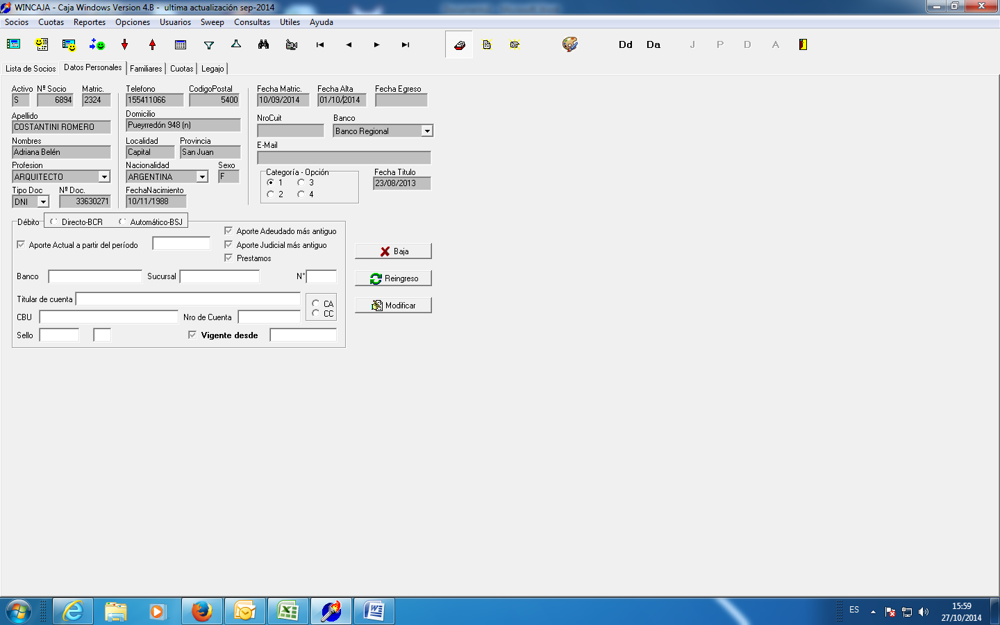 WINCAJA - Caja Windows Version 4.B - ultima actualización sep-2014
Socios Cuotas Reportes Opciones Usuarios Sweep Consultas Utiles Ayuda
Dd Da J P D A
Lista de Socios Datos Personales Familiares Cuotas Legajo
Activo Nº Socio Matric. Telefono CodigoPostal Fecha Matric. Fecha Alta Fecha Egreso
S 6894 2324 155411066 5400 10/09/2014 01/10/2014
Apellido Domicilio NroCuit Banco
COSTANTINI ROMERO Pueyrredón 948 (n) Banco Regional
Nombres Localidad Provincia E-Mail
Adriana Belén Capital San Juan
Profesion Nacionalidad Sexo Categoría - Opción Fecha Titulo
ARQUITECTO ARGENTINA F 1 3 23/08/2013
Tipo Doc Nº Doc. FechaNacimiento 2 4
DNI 33630271 10/11/1988
Débito Directo-BCR Automático-BSJ
Aporte Adeudado más antiguo
Aporte Actual a partir del período Aporte Judicial más antiguo
Prestamos
Baja
Banco Sucursal N°
Reingreso
Titular de cuenta CA
Modificar
CBU Nro de Cuenta CC
Sello Vigente desde
ES 15:59
27/10/2014